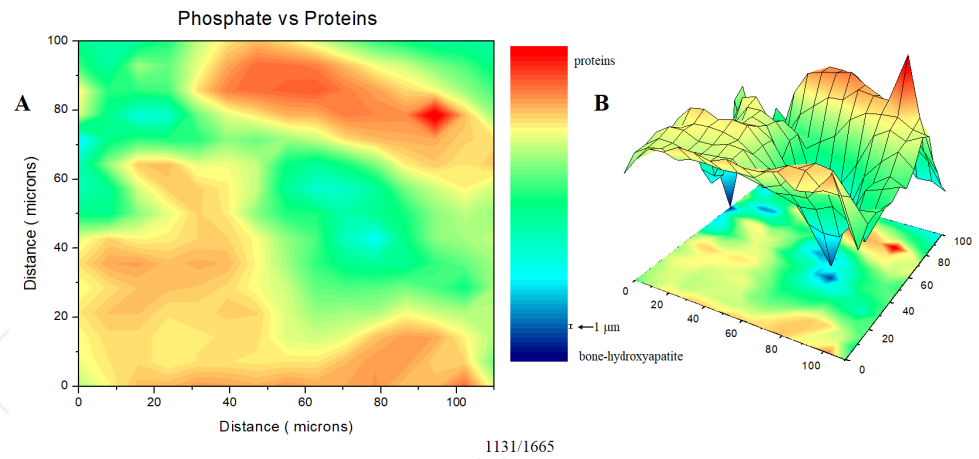 Phosphate vs Proteins
A
100
80
60
40
20
0
Distance ( microns)
0 20 40 60 80 100
Distance ( microns)
proteins
1 μm
bone-hydroxyapatite
B
0 20 40 60 80 100
0 20 40 60 80 100
1131/1665